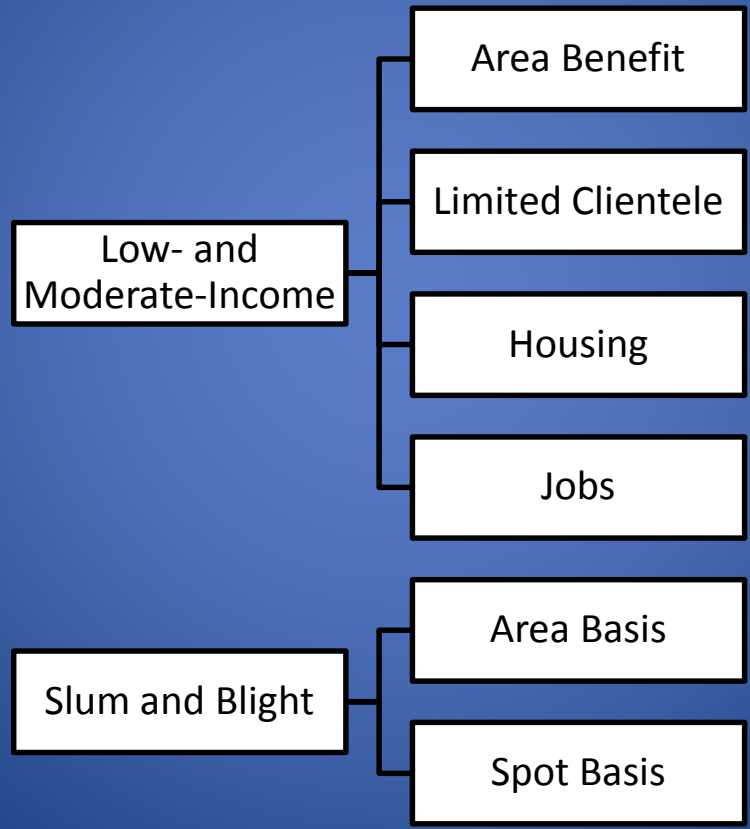 Low- and
Moderate-Income
Area Benefit
Limited Clientele
Housing
Jobs
Slum and Blight
Area Basis
Spot Basis